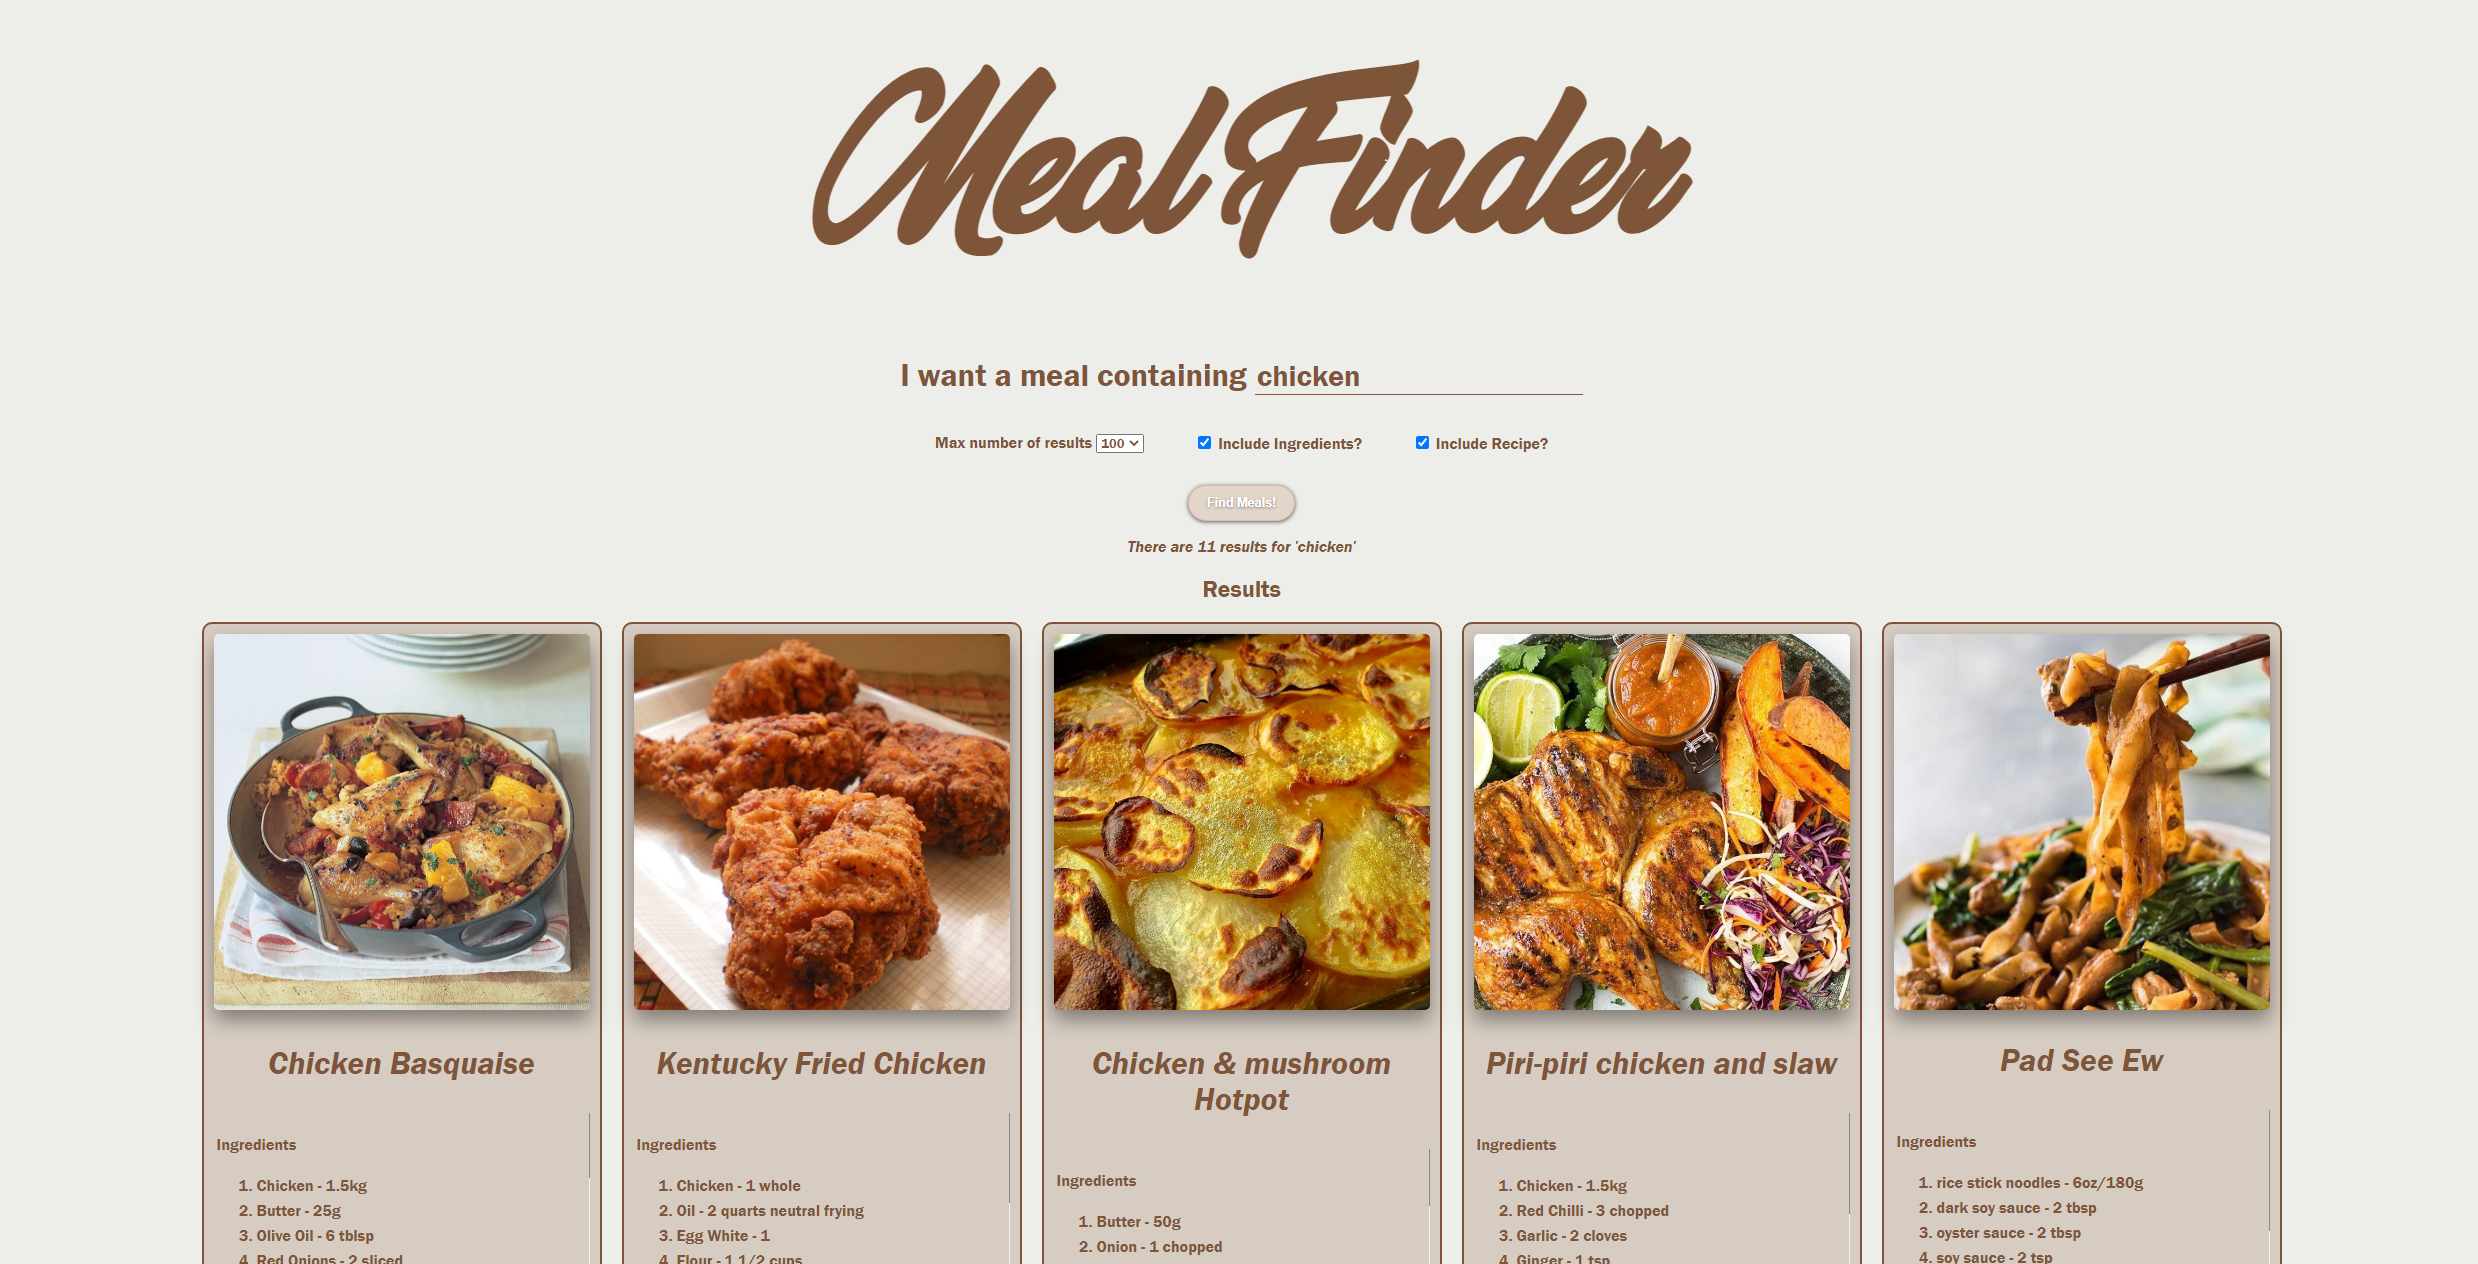 Meal Finder
I want a meal containing chicken
Max number of results 100 Include Ingredients? Include Recipe?
Find Meals!
There are 11 results for 'chicken'
Results
Chicken Basquaise
Ingredients
1. Chicken - 1.5kg
2. Butter - 25g
3. Olive Oil - 6 tblsp
4. Red Onions - 2 sliced
Kentucky Fried Chicken
Ingredients
1. Chicken - 1 whole
2. Oil - 2 quarts neutral frying
3. Egg White - 1
4. Flour - 1 1/2 cups
Chicken & mushroom
Hotpot
Ingredients
1. Butter - 50g
2. Onion - 1 chopped
Piri-piri chicken and slaw
Ingredients
1. Chicken - 1.5kg
2. Red Chilli - 3 chopped
3. Garlic - 2 cloves
4. Ginger - 1 tsp
Pad See Ew
Ingredients
1. rice stick noodles - 6oz/180g
2. dark soy sauce - 2 tbsp
3. oyster sauce - 2 tbsp
4. soy sauce - 2 tsp